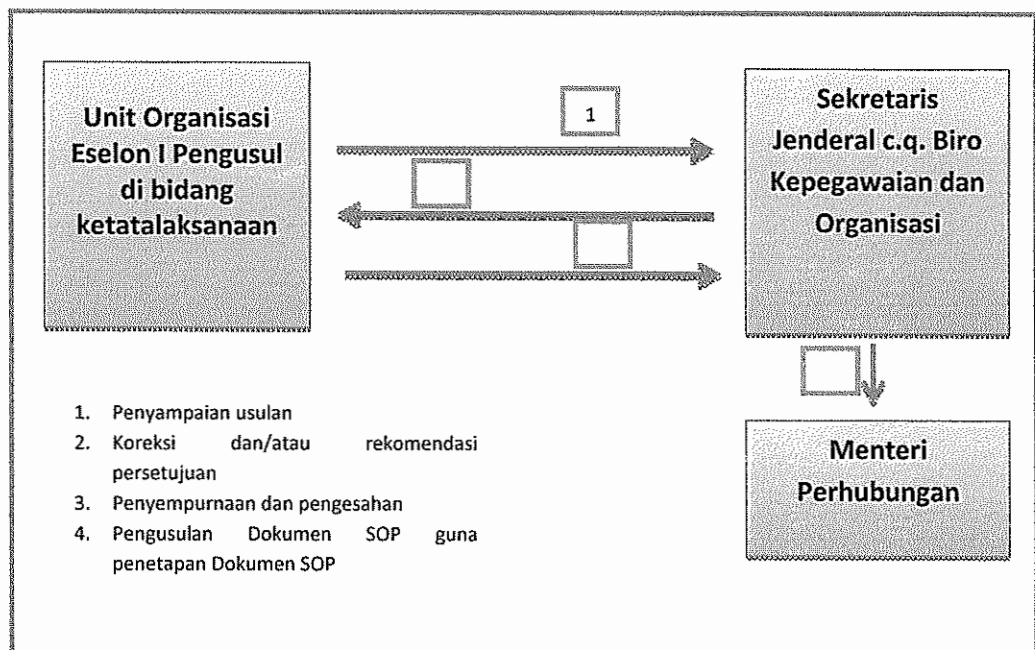 Unit Organisasi
Eselon I Pengusul
di bidang
ketatalaksanaan
1
Sekretaris
Jenderal c.q. Biro
Kepegawaian dan
Organisasi
1. Penyampaian usulan
2. Koreksi dan/atau rekomendasi
persetujuan
3. Penyempurnaan dan pengesahan
4. Pengusulan Dokumen SOP guna
penetapan Dokumen SOP
Menteri
Perhubungan